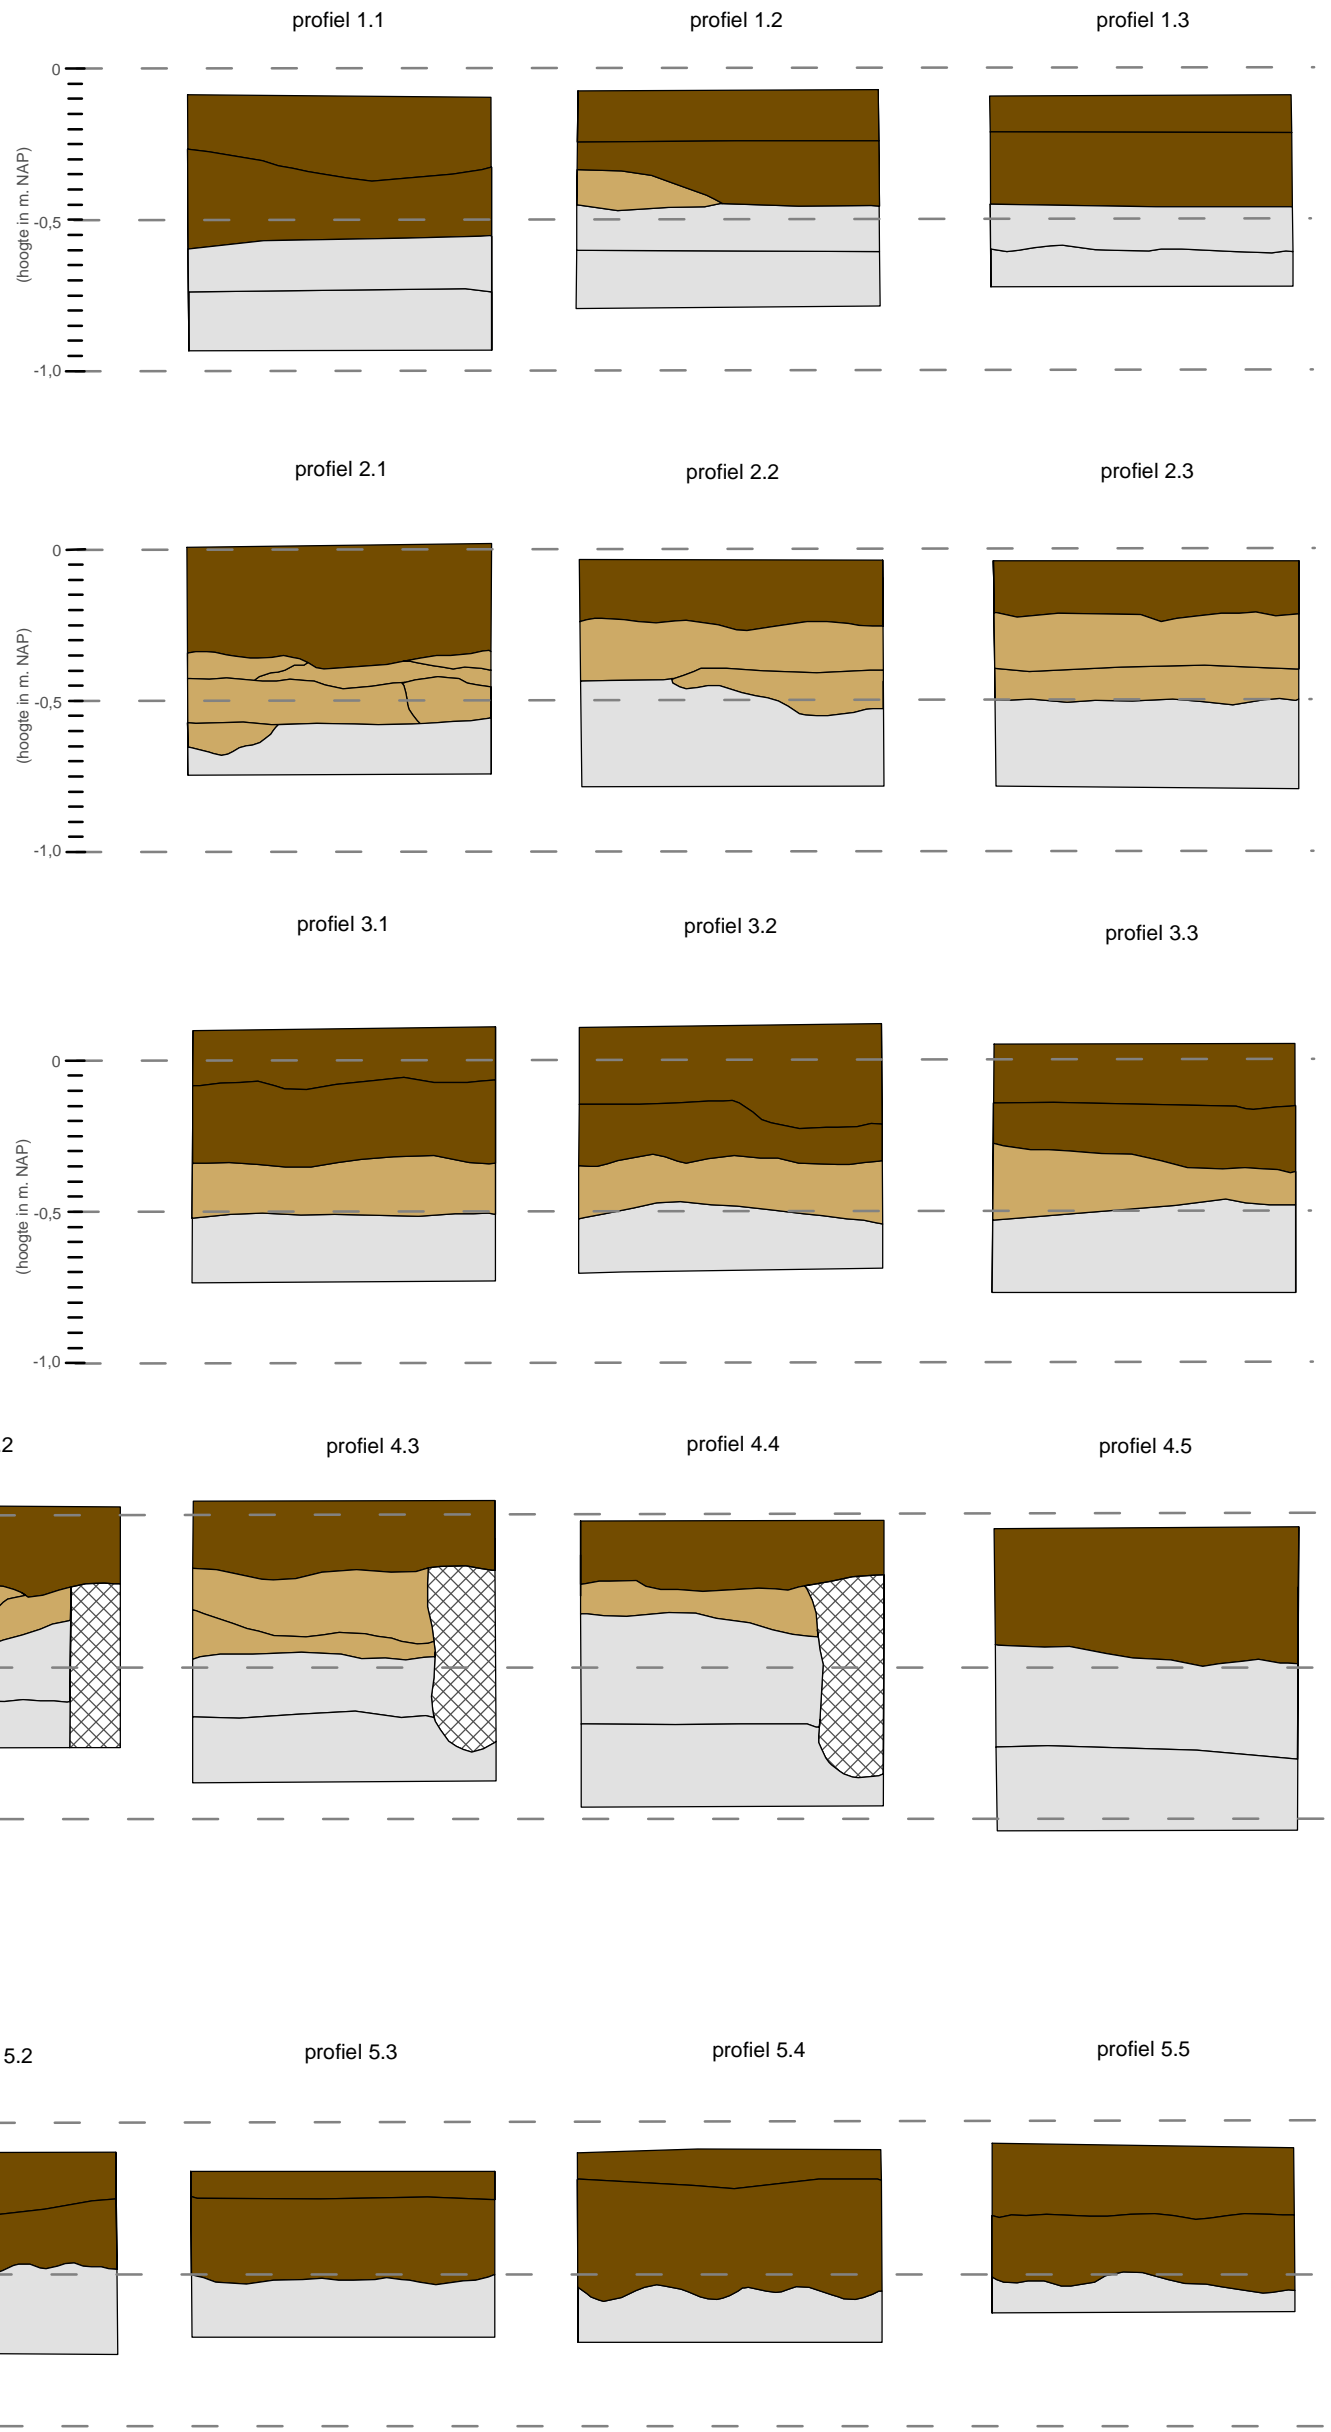 profiel 1.1
profiel 1.2
profiel 1.3
0
-0,5
-1,0
(hoogte in m. NAP)
profiel 2.1
profiel 2.2
profiel 2.3
0
-0,5
-1,0
(hoogte in m. NAP)
profiel 3.1
profiel 3.2
profiel 3.3
0
-0,5
-1,0
(hoogte in m. NAP)
.2
profiel 4.3
profiel 4.4
profiel 4.5
5.2
profiel 5.3
profiel 5.4
profiel 5.5